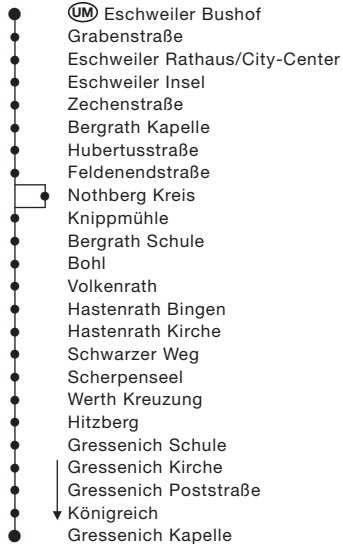 UM Eschweiler Bushof
Grabenstraße
Eschweiler Rathaus/City-Center
Eschweiler Insel
Zechenstraße
Bergrath Kapelle
Hubertusstraße
Feldenendstraße
Nothberg Kreis
Knippmühle
Bergrath Schule
Bohl
Volkenrath
Hastenrath Bingen
Hastenrath Kirche
Schwarzer Weg
Scherpenseel
Werth Kreuzung
Hitzberg
Gressenich Schule
Gressenich Kirche
Gressenich Poststraße
Königreich
Gressenich Kapelle